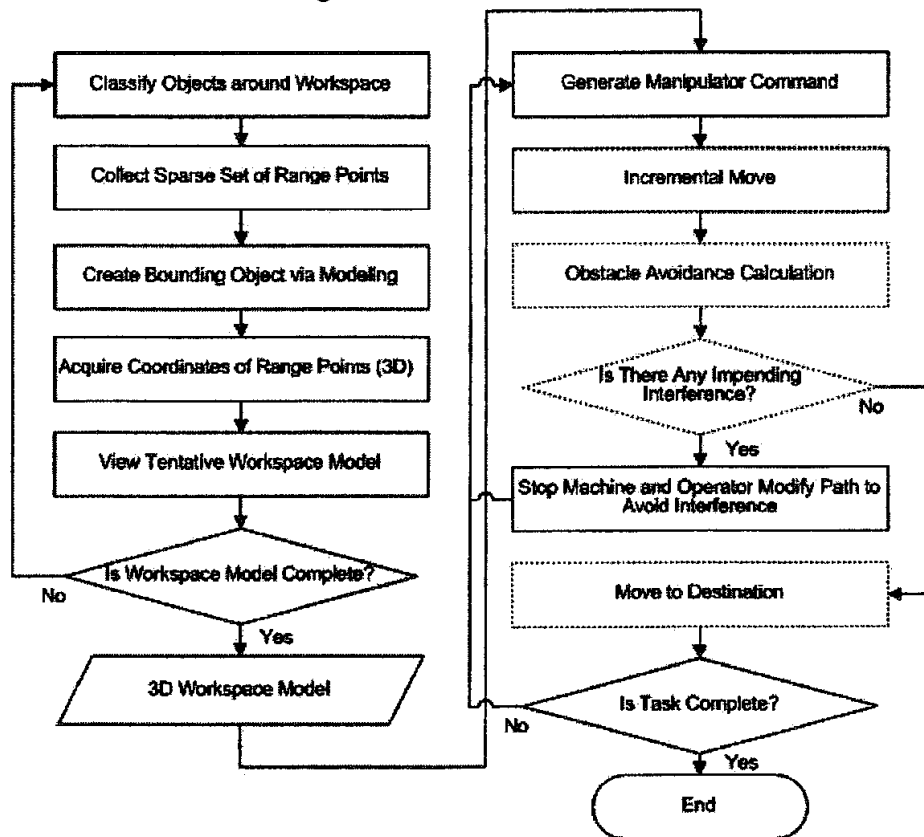 Classify Objects around Workspace
Collect Sparse Set of Range Points
Create Bounding Object via Modeling
Acquire Coordinates of Range Points (3D)
View Tentative Workspace Model
Is Workspace Model Complete?
No
Yes
3D Workspace Model
Generate Manipulator Command
Incremental Move
Obstacle Avoidance Calculation
Is There Any Impending
Interference?
No
Yes
Stop Machine and Operator Modify Path to
Avoid Interference
Move to Destination
Is Task Complete?
No
Yes
End